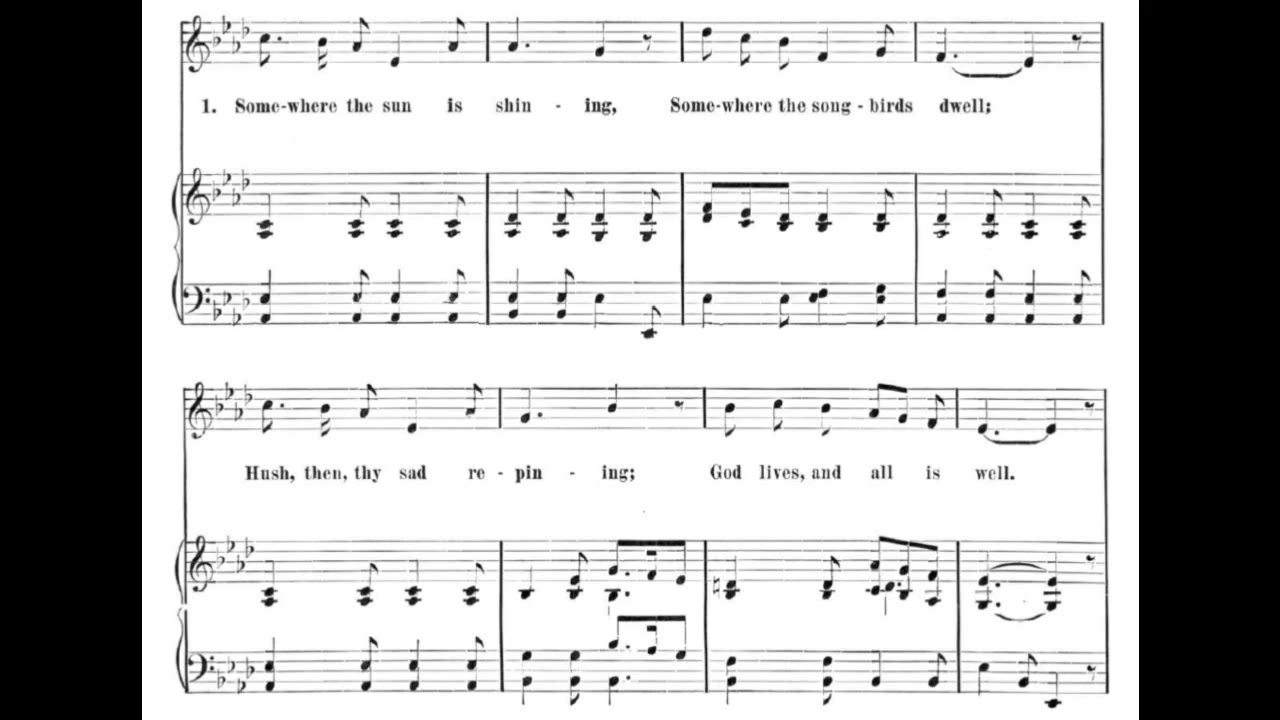 1. Some-where the sun is shin - ing, Some-where the song - birds dwell;
Hush, then, thy sad re - pin - ing; God lives, and all is well.